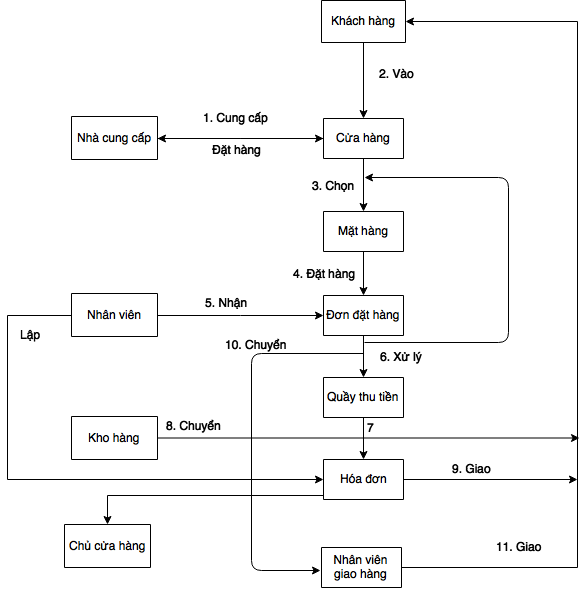 Khách hàng
2. Vào
1. Cung cấp
Nhà cung cấp
Cửa hàng
Đặt hàng
3. Chọn
Mặt hàng
4. Đặt hàng
Nhân viên
5. Nhận
Đơn đặt hàng
Lập
10. Chuyển
6. Xử lý
Quầy thu tiền
8. Chuyển
7
Kho hàng
9. Giao
Hóa đơn
Chủ cửa hàng
11. Giao
Nhân viên
giao hàng